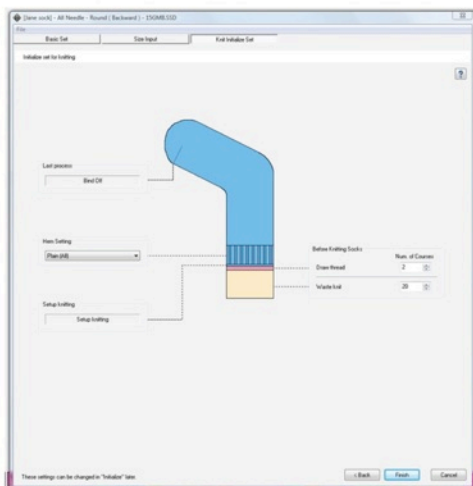 [lime sock] - All Needle - Round ( Backward ) - 15GMILSSD
File
Basic Set
Size Input
Knit Initialize Set
Initialize set for knitting
?
Last process
Bind Off
Hem Setting
Plain (All)
Setup knitting
Setup knitting
Before Knitting Socks
Num. of Courses
Draw thread
2
Waste knit
20
These settings can be changed in "Initialize" later.
< Back
Finish
Cancel